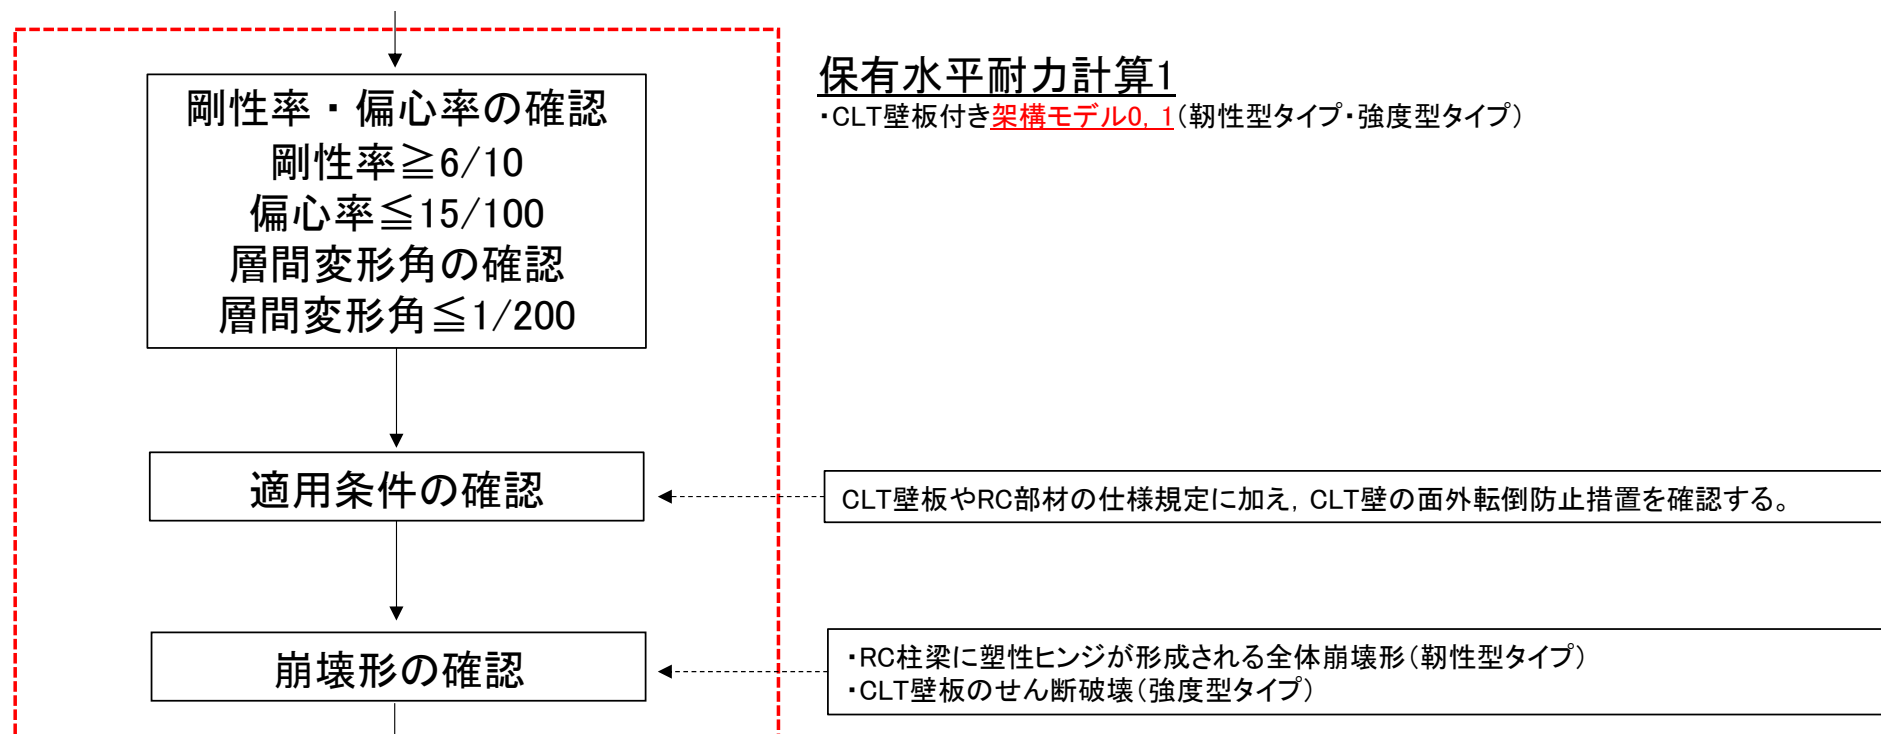 保有水平耐力計算1
・CLT壁板付き架構モデル0, 1(靭性型タイプ・強度型タイプ)
剛性率・偏心率の確認
剛性率≧6/10
偏心率≦15/100
層間変形角の確認
層間変形角≦1/200
適用条件の確認
CLT壁板やRC部材の仕様規定に加え, CLT壁の面外転倒防止措置を確認する。
崩壊形の確認
・RC柱梁に塑性ヒンジが形成される全体崩壊形(靭性型タイプ)
・CLT壁板のせん断破壊(強度型タイプ)